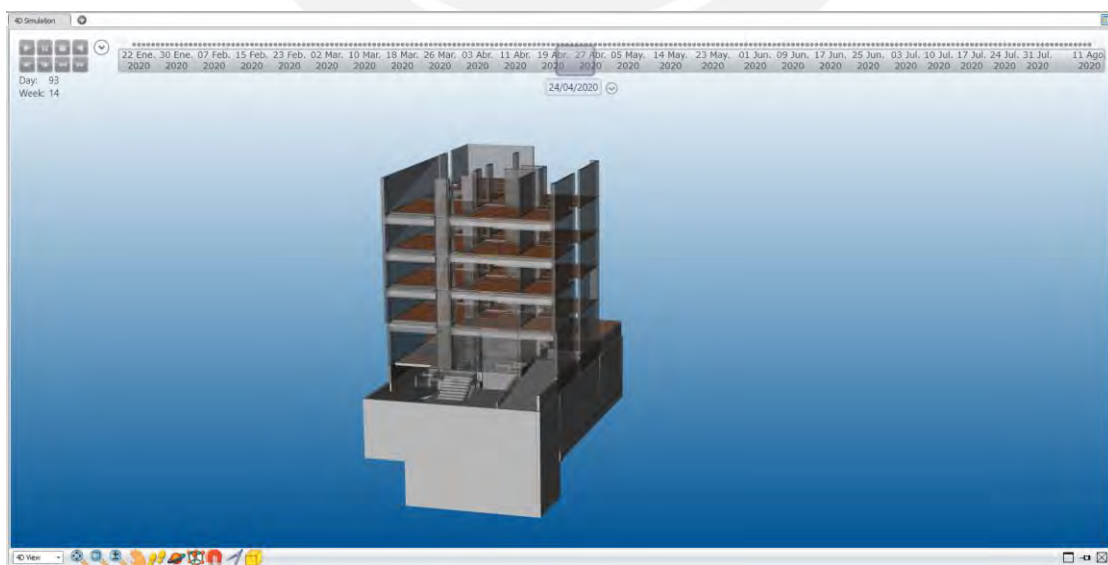 4D Simulation
22 Ene. 30 Ene. 07 Feb. 15 Feb. 23 Feb. 02 Mar. 10 Mar. 18 Mar. 26 Mar. 03 Abr. 11 Abr. 19 Abr. 27 Abr. 05 May. 14 May. 23 May. 01 Jun. 09 Jun. 17 Jun. 25 Jun. 03 Jul. 10 Jul. 17 Jul. 24 Jul. 31 Jul. 11 Ago.
2020 2020 2020 2020 2020 2020 2020 2020 2020 2020 2020 2020 2020 2020 2020 2020 2020 2020 2020 2020 2020 2020 2020 2020 2020 2020
Day: 93
Week: 14
24/04/2020
4D View